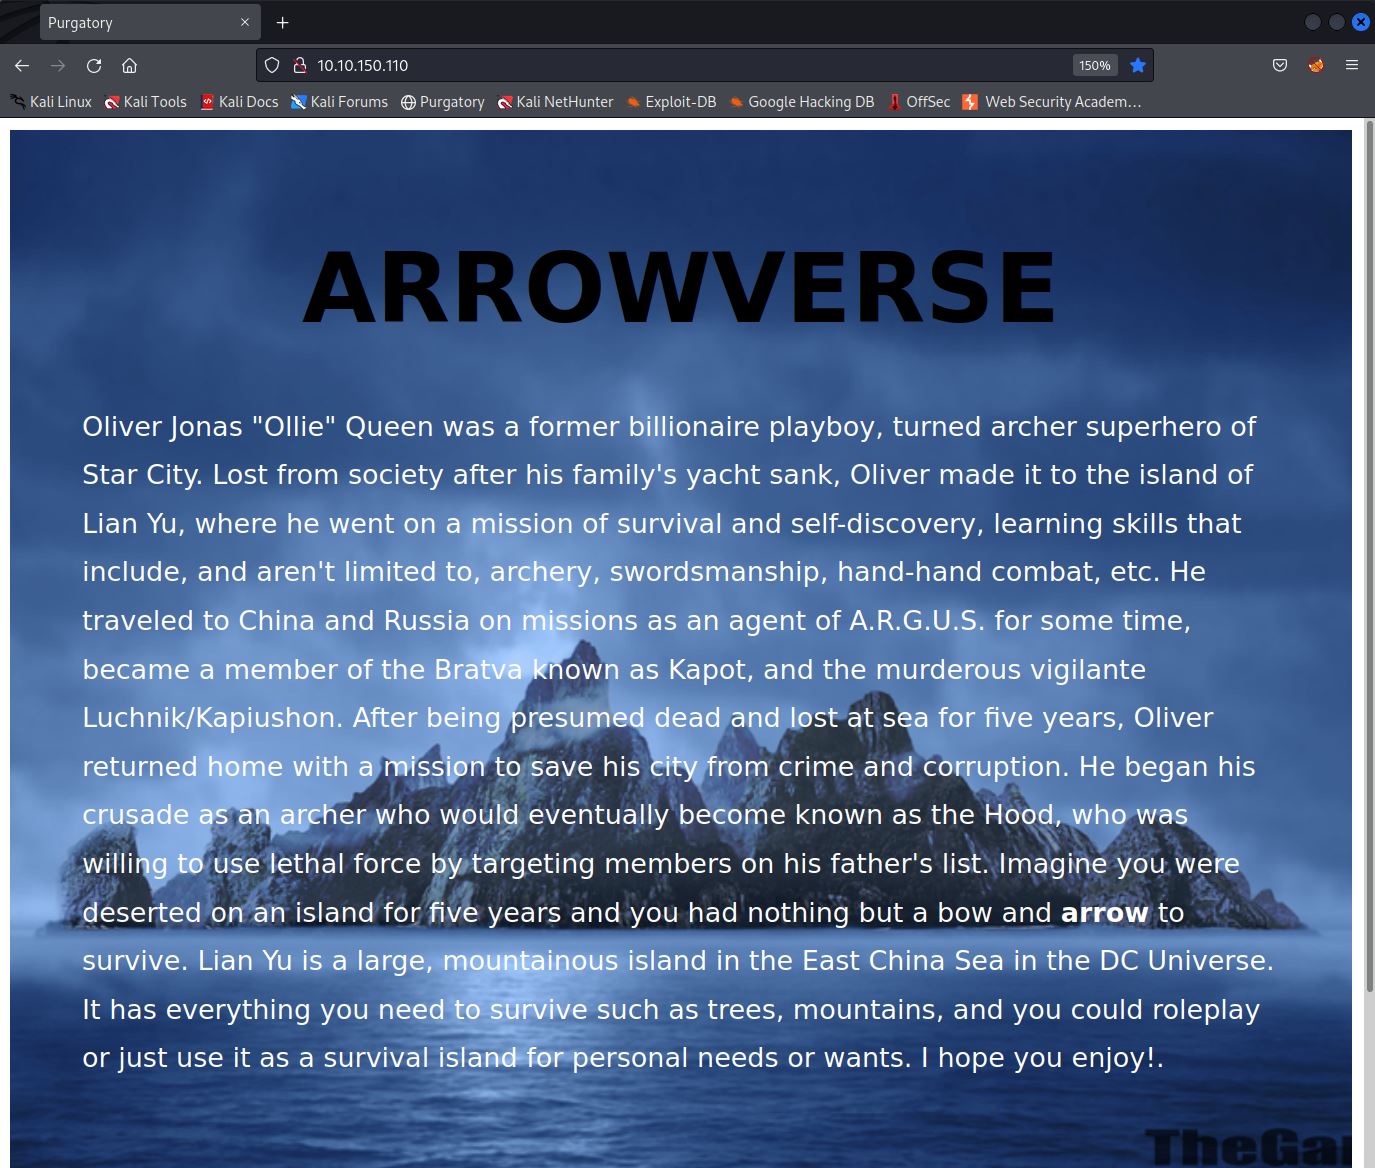 Purgatory
10.10.150.110
150%
Kali Linux Kali Tools Kali Docs Kali Forums Purgatory Kali NetHunter Exploit-DB Google Hacking DB OffSec Web Security Academ…
ARROWVERSE
Oliver Jonas "Ollie" Queen was a former billionaire playboy, turned archer superhero of
Star City. Lost from society after his family's yacht sank, Oliver made it to the island of
Lian Yu, where he went on a mission of survival and self-discovery, learning skills that
include, and aren't limited to, archery, swordsmanship, hand-hand combat, etc. He
traveled to China and Russia on missions as an agent of A.R.G.U.S. for some time,
became a member of the Bratva known as Kapot, and the murderous vigilante
Luchnik/Kapiushon. After being presumed dead and lost at sea for five years, Oliver
returned home with a mission to save his city from crime and corruption. He began his
crusade as an archer who would eventually become known as the Hood, who was
willing to use lethal force by targeting members on his father's list. Imagine you were
deserted on an island for five years and you had nothing but a bow and arrow to
survive. Lian Yu is a large, mountainous island in the East China Sea in the DC Universe.
It has everything you need to survive such as trees, mountains, and you could roleplay
or just use it as a survival island for personal needs or wants. I hope you enjoy!.